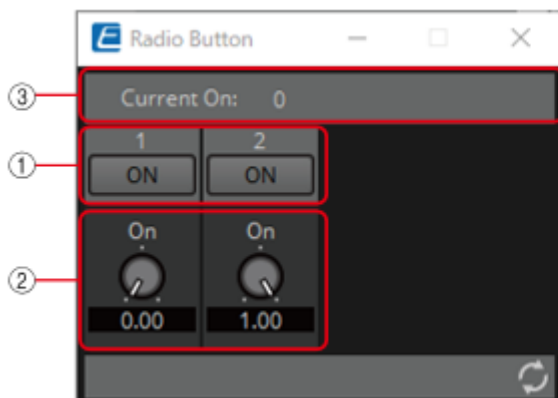 Radio Button
③ Current On: 0
1 2
① ON ON
On On
② 0.00 1.00